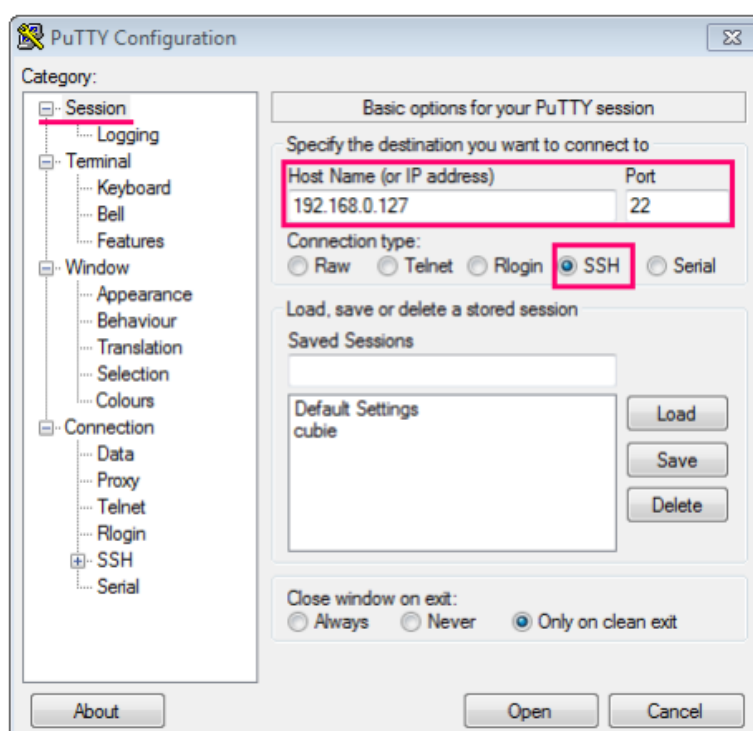 PuTTY Configuration
Category:
Session
Logging
Terminal
Keyboard
Bell
Features
Window
Appearance
Behaviour
Translation
Selection
Colours
Connection
Data
Proxy
Telnet
Rlogin
SSH
Serial
Basic options for your PuTTY session
Specify the destination you want to connect to
Host Name (or IP address) Port
192.168.0.127 22
Connection type:
Raw Telnet Rlogin SSH Serial
Load, save or delete a stored session
Saved Sessions
Default Settings
cubie
Load
Save
Delete
Close window on exit:
Always Never Only on clean exit
About Open Cancel